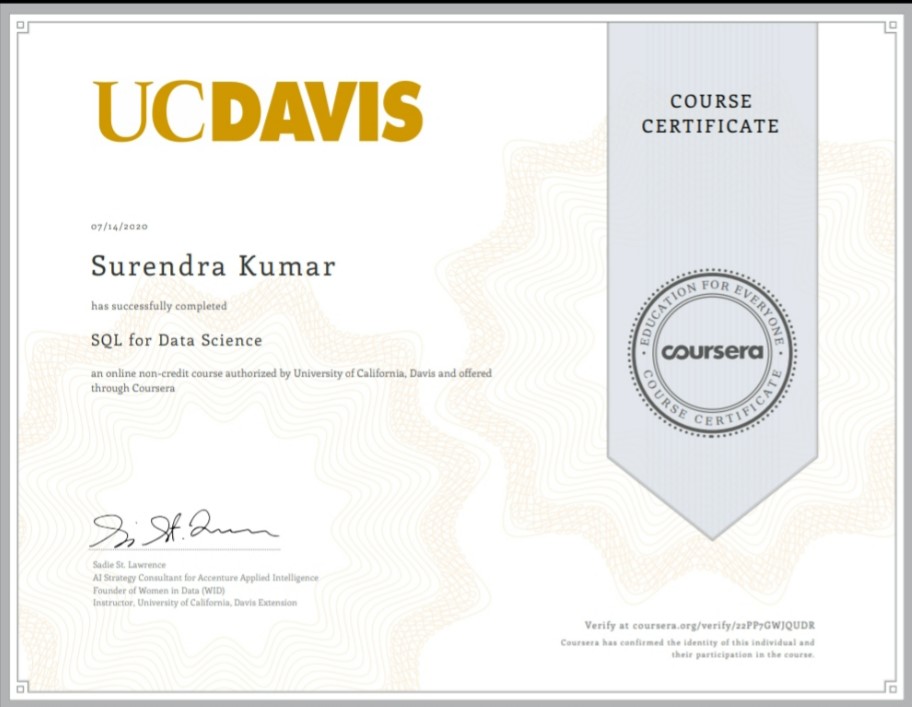 UCDAVIS
COURSE
CERTIFICATE
07/14/2020
Surendra Kumar
has successfully completed
SQL for Data Science
an online non-credit course authorized by University of California, Davis and offered
through Coursera
EDUCATION FOR EVERYONE
coursera
COURSE CERTIFICATE
Sadie St. Lawrence
AI Strategy Consultant for Accenture Applied Intelligence
Founder of Women in Data (WID)
Instructor, University of California, Davis Extension
Verify at coursera.org/verify/22PP7GWJQUDR
Coursera has confirmed the identity of this individual and
their participation in the course.